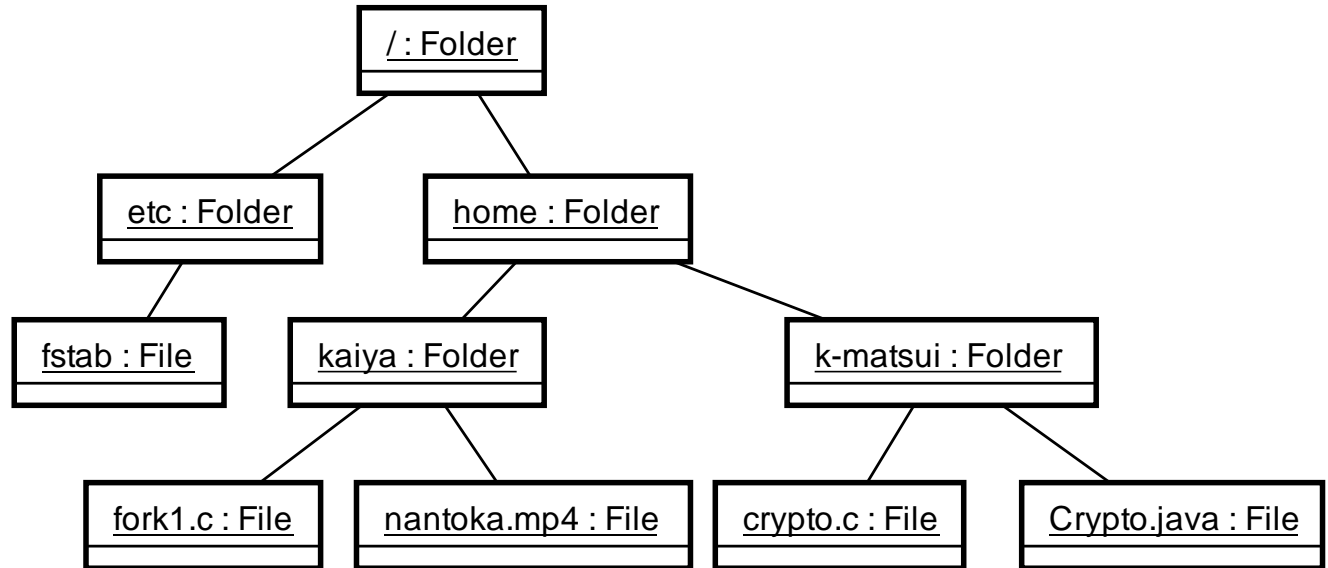 / : Folder
etc : Folder
home : Folder
fstab : File
kaiya : Folder
k-matsui : Folder
fork1.c : File
nantoka.mp4 : File
crypto.c : File
Crypto.java : File